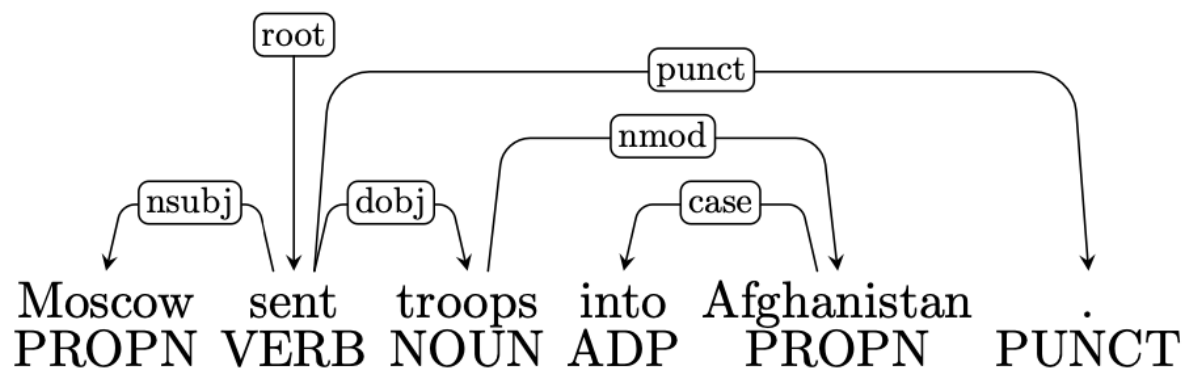 root
punct
nmod
nsubj dobj case
Moscow sent troops into Afghanistan .
PROPN VERB NOUN ADP PROPN PUNCT